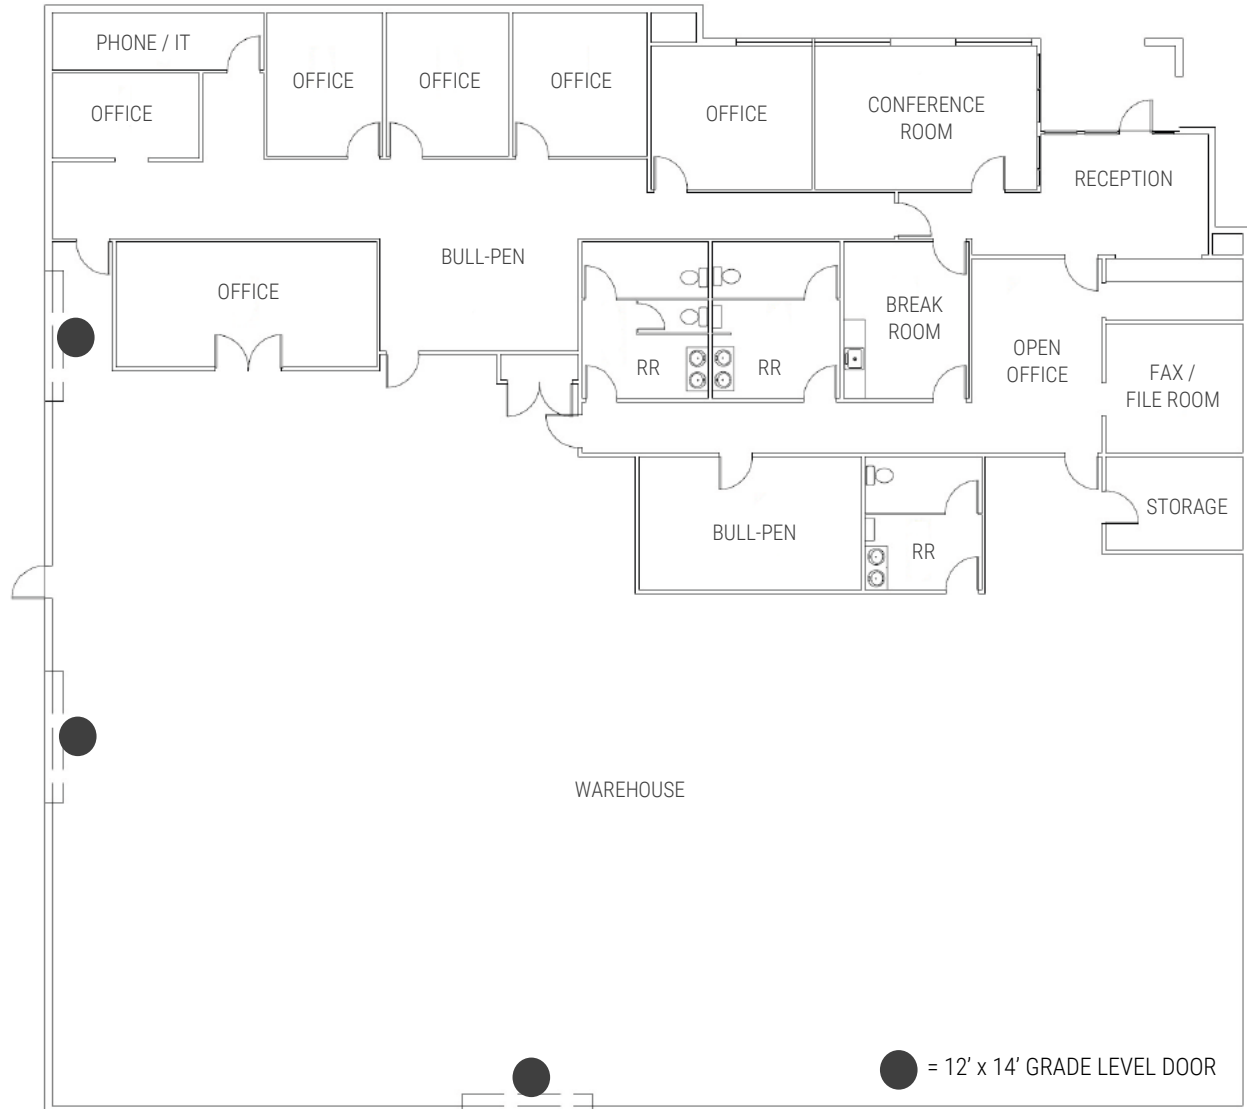 PHONE / IT
OFFICE
OFFICE
OFFICE
OFFICE
OFFICE
CONFERENCE
ROOM
RECEPTION
BULL-PEN
OFFICE
BREAK
ROOM
OPEN
OFFICE
RR
RR
FAX /
FILE ROOM
BULL-PEN
RR
STORAGE
WAREHOUSE
= 12’ x 14’ GRADE LEVEL DOOR